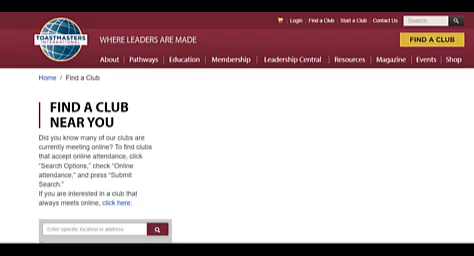 Login | Find a Club | Start a Club | Contact Us
Search
TOASTMASTERS
INTERNATIONAL
WHERE LEADERS ARE MADE
FIND A CLUB
About | Pathways | Education | Membership | Leadership Central | Resources | Magazine | Events | Shop
Home / Find a Club
FIND A CLUB
NEAR YOU
Did you know many of our clubs are
currently meeting online? To find clubs
that accept online attendance, click
"Search Options," check "Online
attendance," and press "Submit
Search."
If you are interested in a club that
always meets online, click here.
Enter specific location or address